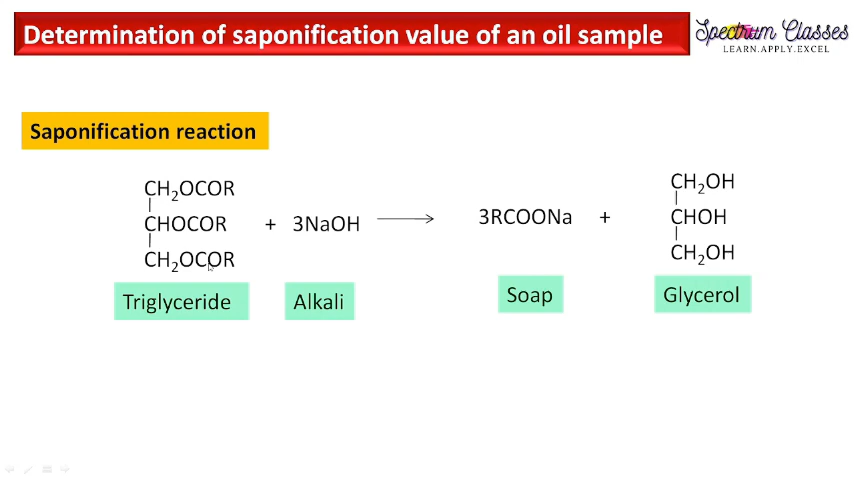 Determination of saponification value of an oil sample
Spectrum Classes
LEARN.APPLY.EXCEL
Saponification reaction
CH₂OCOR
CHOCOR + 3NaOH ⟶ 3RCOONa + CHOH
CH₂OCOR
CH₂OH
CH₂OH
Triglyceride Alkali Soap Glycerol